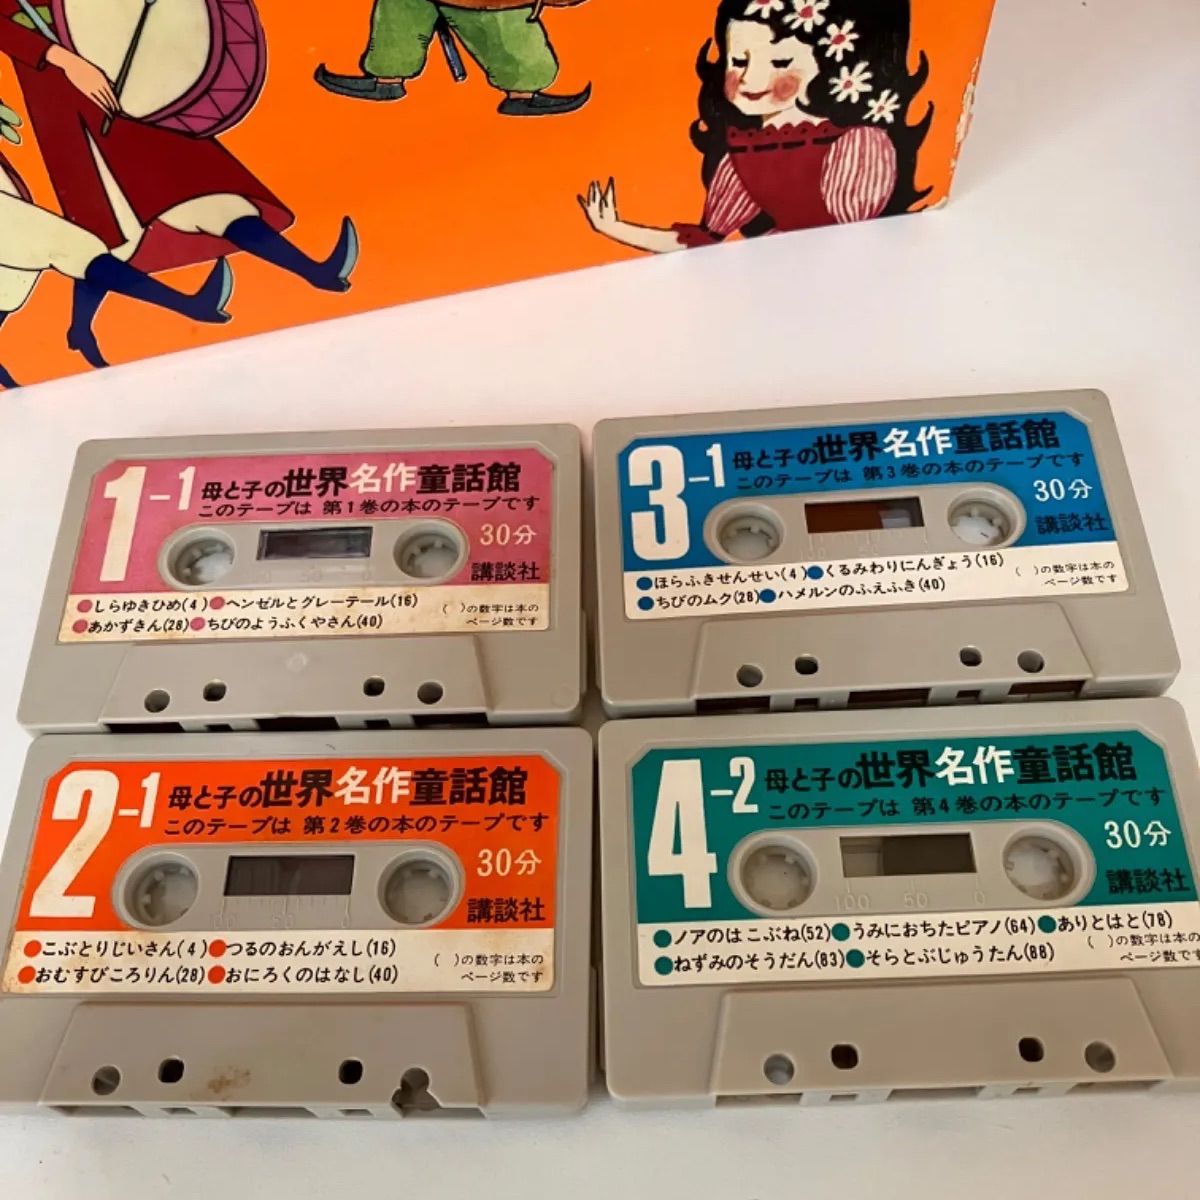 1-1
母と子の世界名作童話館
このテープは 第1巻の本のテープです
30分
講談社
●しらゆきひめ(4) ●ヘンゼルとグレーテル(16)
●あかずきん(28) ●ちびのようふくやさん(40)
( )の数字は本の
ページ数です
3-1
母と子の世界名作童話館
このテープは 第3巻の本のテープです
30分
講談社
100 50 0
●ほらふきせんせい(4) ●くるみわりにんぎょう(16)
●ちびのムク(28) ●ハメルンのふえふき(40)
( )の数字は本の
ページ数です
2-1
母と子の世界名作童話館
このテープは 第2巻の本のテープです
30分
講談社
100 50 0
●こぶとりじいさん(4) ●つるのおんがえし(16)
●おむすびころりん(28) ●おにろくのはなし(40)
( )の数字は本の
ページ数です
4-2
母と子の世界名作童話館
このテープは 第4巻の本のテープです
30分
講談社
100 50 0
●ノアのはこぶね(52) ●うみにおちたピアノ(64) ●ありとはと(78)
●ねずみのそうだん(83) ●そらとぶじゅうたん(88)
( )の数字は本の
ページ数です